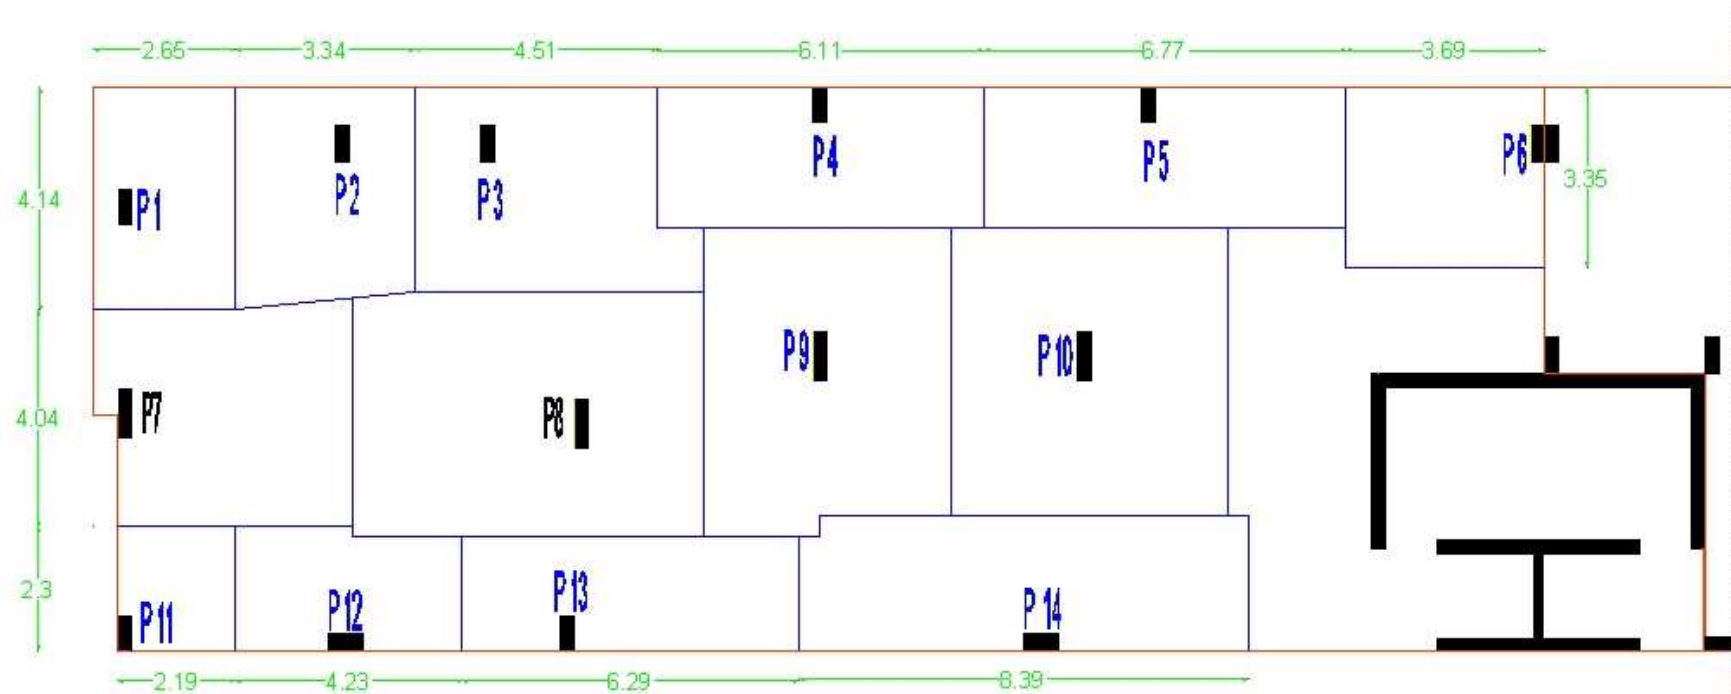 2.65 3.34 4.51 6.11 6.77 3.69
P4 P5 P6
3.35
P2 P3
4.14
P1
P9 P10
P7 P8
4.04
P13
2.3
P11 P12 P14
2.19 4.23 6.29 8.39